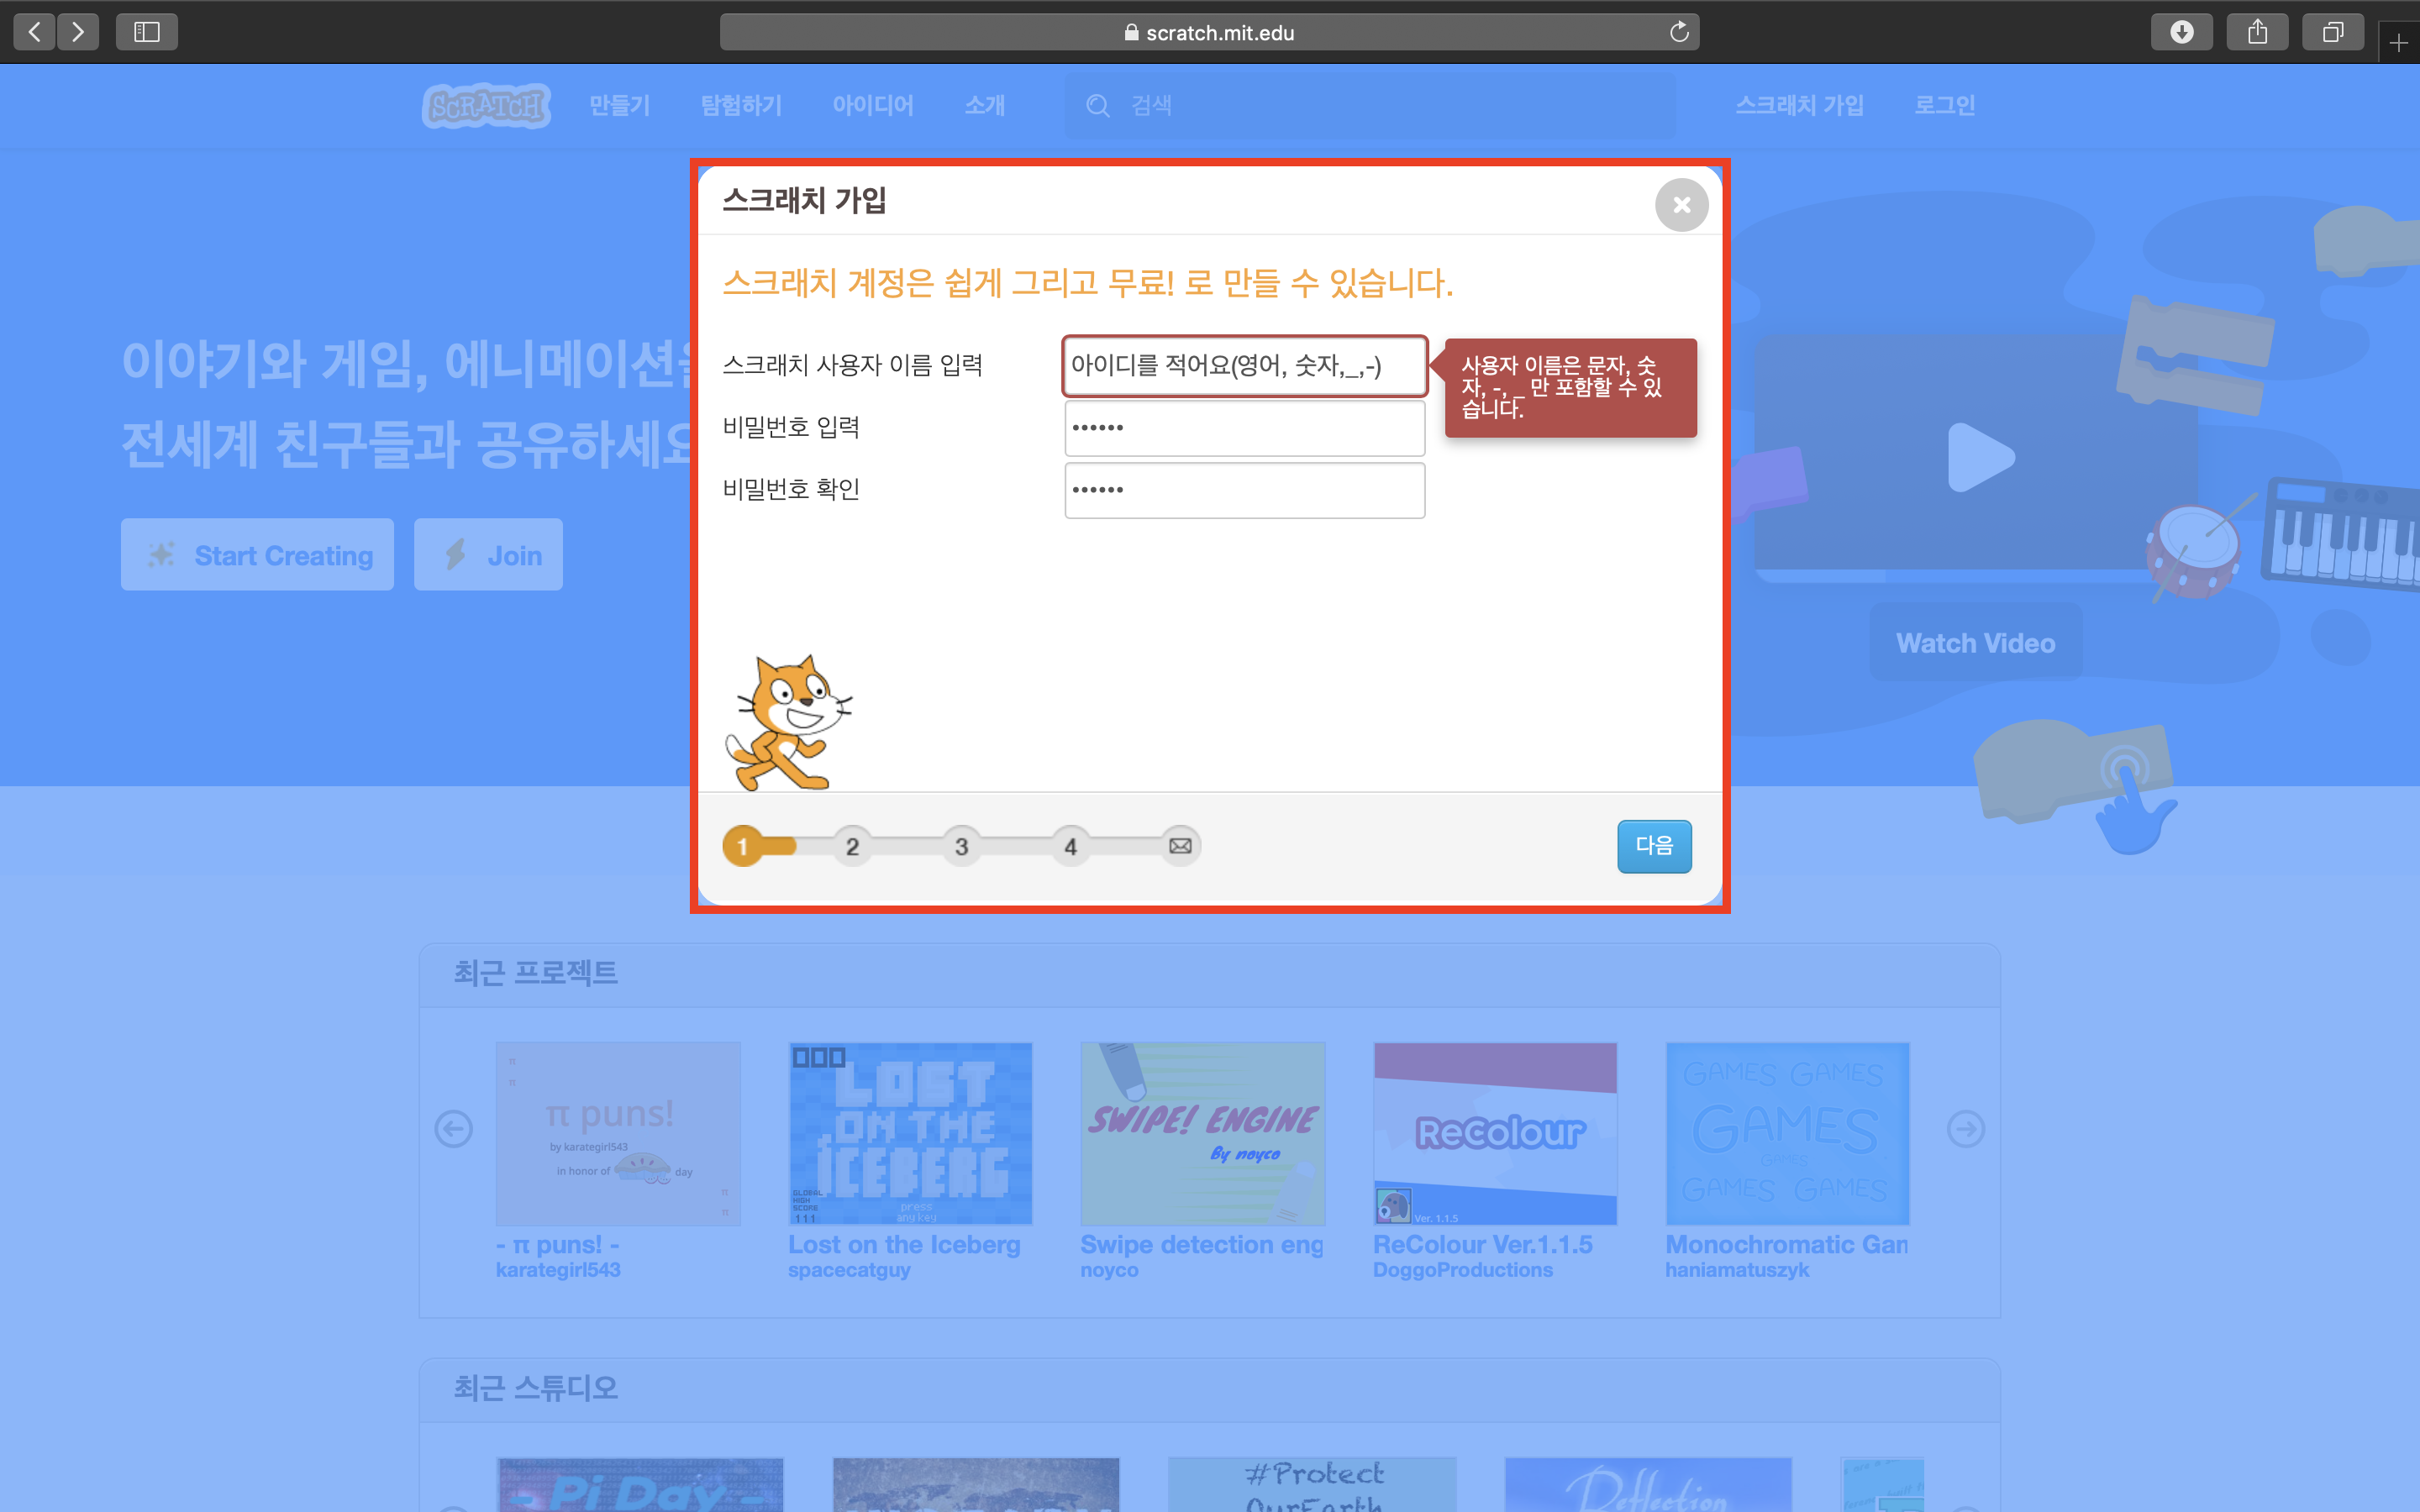 scratch.mit.edu
SCRATCH
만들기
탐험하기
아이디어
소개
검색
스크래치 가입
로그인
스크래치 가입
스크래치 계정은 쉽게 그리고 무료! 로 만들 수 있습니다.
스크래치 사용자 이름 입력
아이디를 적어요(영어, 숫자,_,-)
사용자 이름은 문자, 숫
자, -, _ 만 포함할 수 있
습니다.
비밀번호 입력
비밀번호 확인
이야기와 게임, 에니메이션을
전세계 친구들과 공유하세요
Start Creating
Join
Watch Video
1
2
3
4
다음
최근 프로젝트
π puns!
by karategirl543
in honor of
day
LOST
ON THE
ICEBERG
GLOBAL
HIGH
SCORE
111
press
any key
SWIPE! ENGINE
By noyco
ReColour
Ver. 1.1.5
GAMES GAMES
GAMES
GAMES
GAMES GAMES
- π puns! -
karategirl543
Lost on the Iceberg
spacecatguy
Swipe detection eng
noyco
ReColour Ver.1.1.5
DoggoProductions
Monochromatic Gan
haniamatuszyk
최근 스튜디오
- Pi Day -
#Protect
OurEarth
Reflection